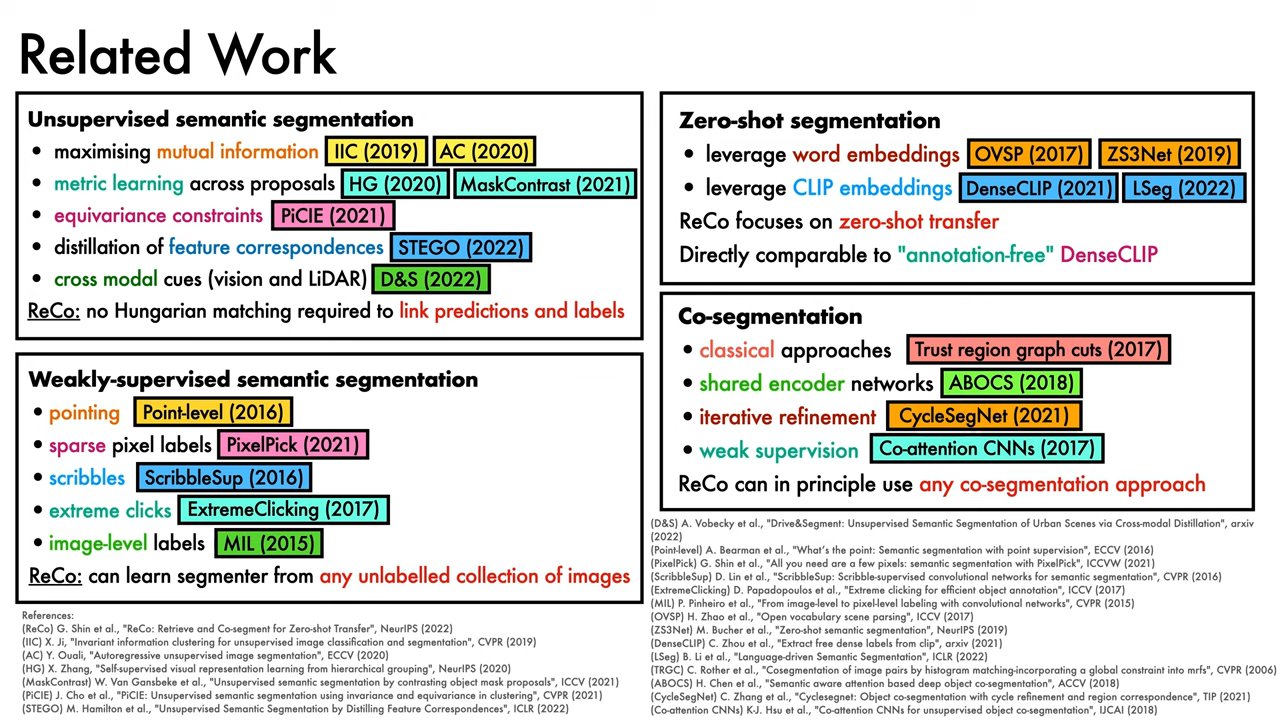 Related Work
Unsupervised semantic segmentation
• maximising mutual information IIC (2019) AC (2020)
• metric learning across proposals HG (2020) MaskContrast (2021)
• equivariance constraints PiCIE (2021)
• distillation of feature correspondences STEGO (2022)
• cross modal cues (vision and LiDAR) D&S (2022)
ReCo: no Hungarian matching required to link predictions and labels
Weakly-supervised semantic segmentation
• pointing Point-level (2016)
• sparse pixel labels PixelPick (2021)
• scribbles ScribbleSup (2016)
• extreme clicks ExtremeClicking (2017)
• image-level labels MIL (2015)
ReCo: can learn segmenter from any unlabelled collection of images
Zero-shot segmentation
• leverage word embeddings OVSP (2017) ZS3Net (2019)
• leverage CLIP embeddings DenseCLIP (2021) LSeg (2022)
ReCo focuses on zero-shot transfer
Directly comparable to "annotation-free" DenseCLIP
Co-segmentation
• classical approaches Trust region graph cuts (2017)
• shared encoder networks ABOCS (2018)
• iterative refinement CycleSegNet (2021)
• weak supervision Co-attention CNNs (2017)
ReCo can in principle use any co-segmentation approach
References:
(ReCo) G. Shin et al., "ReCo: Retrieve and Co-segment for Zero-shot Transfer", NeurIPS (2022)
(IIC) X. Ji, "Invariant information clustering for unsupervised image classification and segmentation", CVPR (2019)
(AC) Y. Ouali, "Autoregressive unsupervised image segmentation", ECCV (2020)
(HG) X. Zhang, "Self-supervised visual representation learning from hierarchical grouping", NeurIPS (2020)
(MaskContrast) W. Van Gansbeke et al., "Unsupervised semantic segmentation by contrasting object mask proposals", ICCV (2021)
(PiCIE) J. Cho et al., "PiCIE: Unsupervised semantic segmentation using invariance and equivariance in clustering", CVPR (2021)
(STEGO) M. Hamilton et al., "Unsupervised Semantic Segmentation by Distilling Feature Correspondences", ICLR (2022)
(D&S) A. Vobecky et al., "Drive&Segment: Unsupervised Semantic Segmentation of Urban Scenes via Cross-modal Distillation", arxiv
(2022)
(Point-level) A. Bearman et al., "What's the point: Semantic segmentation with point supervision", ECCV (2016)
(PixelPick) G. Shin et al., "All you need are a few pixels: semantic segmentation with PixelPick", ICCVW (2021)
(ScribbleSup) D. Lin et al., "ScribbleSup: Scribble-supervised convolutional networks for semantic segmentation", CVPR (2016)
(ExtremeClicking) D. Papadopoulos et al., "Extreme clicking for efficient object annotation", ICCV (2017)
(MIL) P. Pinheiro et al., "From image-level to pixel-level labeling with convolutional networks", CVPR (2015)
(OVSP) H. Zhao et al., "Open vocabulary scene parsing", ICCV (2017)
(ZS3Net) M. Bucher et al., "Zero-shot semantic segmentation", NeurIPS (2019)
(DenseCLIP) C. Zhou et al., "Extract free dense labels from clip", arxiv (2021)
(LSeg) B. Li et al., "Language-driven Semantic Segmentation", ICLR (2022)
(TRGC) C. Rother et al., "Cosegmentation of image pairs by histogram matching-incorporating a global constraint into mrfs", CVPR (2006)
(ABOCS) H. Chen et al., "Semantic aware attention based deep object co-segmentation", ACCV (2018)
(CycleSegNet) C. Zhang et al., "Cyclesegnet: Object co-segmentation with cycle refinement and region correspondence", TIP (2021)
(Co-attention CNNs) K-J. Hsu et al., "Co-attention CNNs for unsupervised object co-segmentation", IJCAI (2018)